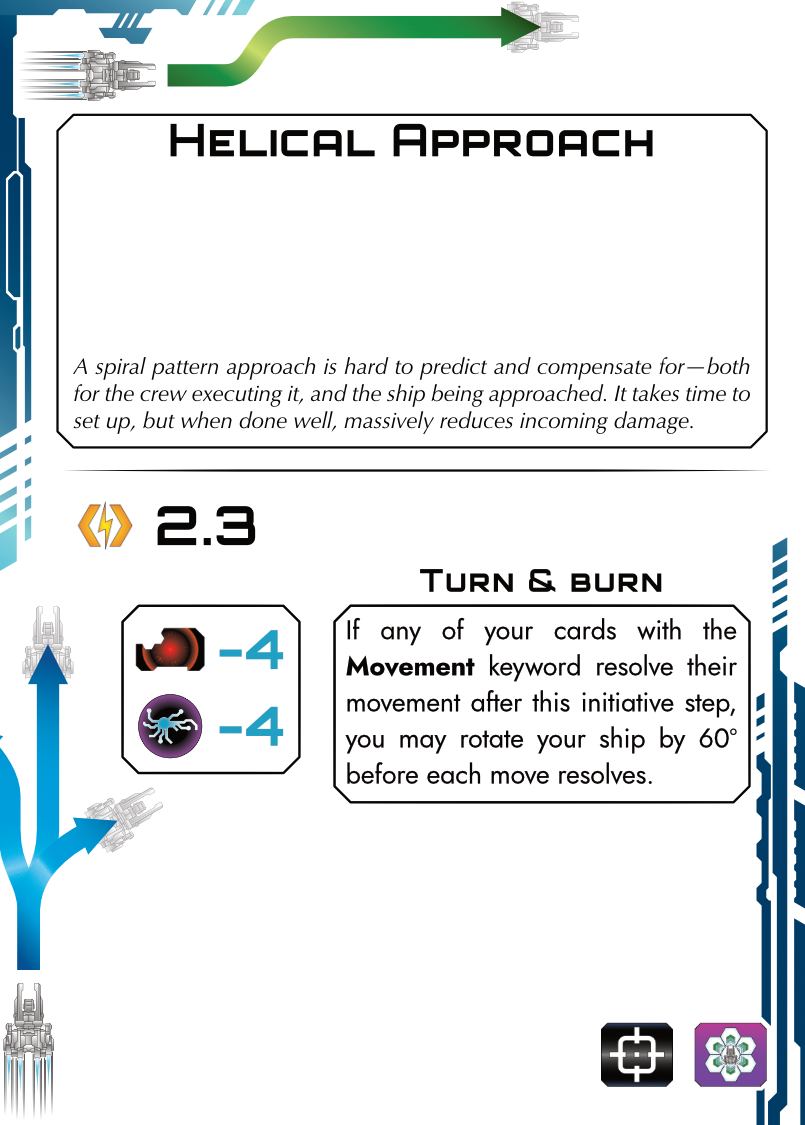 Helical Approach
A spiral pattern approach is hard to predict and compensate for—both
for the crew executing it, and the ship being approached. It takes time to
set up, but when done well, massively reduces incoming damage.
2.3
Turn & burn
-4
-4
If any of your cards with the
Movement keyword resolve their
movement after this initiative step,
you may rotate your ship by 60°
before each move resolves.